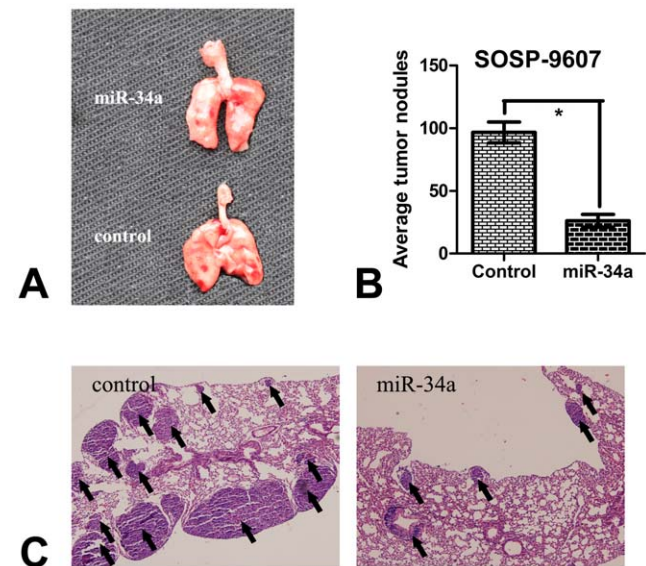 miR-34a
control
A
SOSP-9607
Average tumor nodules
150
100
50
0
*
Control
miR-34a
B
control
miR-34a
C